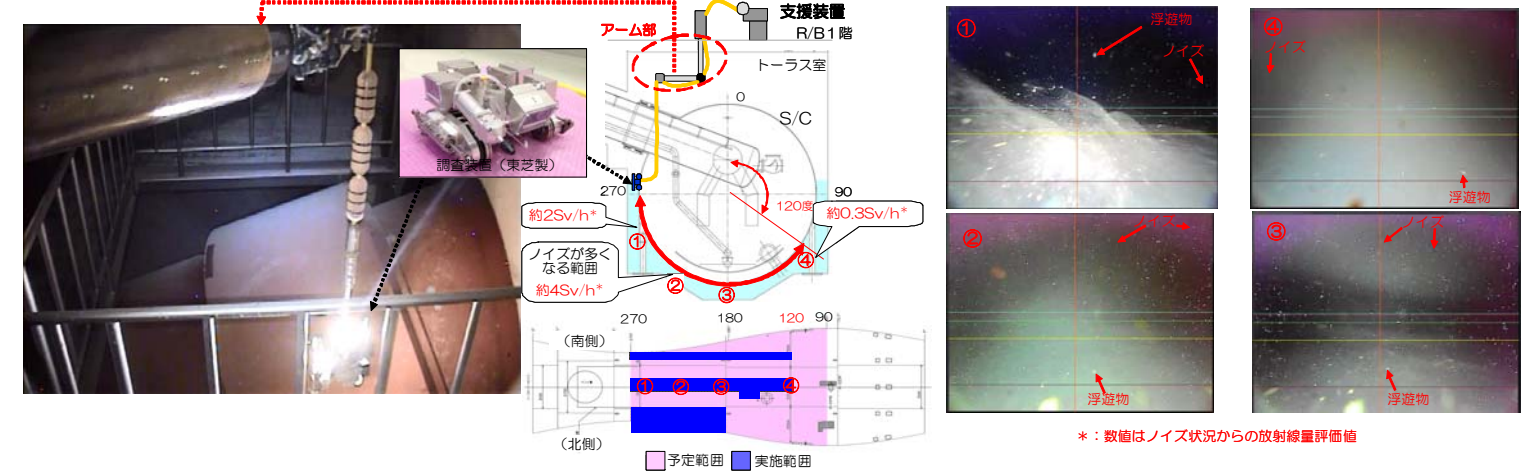 調査装置（東芝製）
アーム部
支援装置
R/B１階
トーラス室
0
S/C
270
90
120度
約2Sv/h*
約0.3Sv/h*
①
ノイズが多く
なる範囲
約4Sv/h*
②
③
④
270
180
120
90
（南側）
① ② ③ ④
（北側）
予定範囲
実施範囲
①
浮遊物
ノイズ
④
ノイズ
浮遊物
②
ノイズ
浮遊物
③
ノイズ
浮遊物
＊：数値はノイズ状況からの放射線量評価値